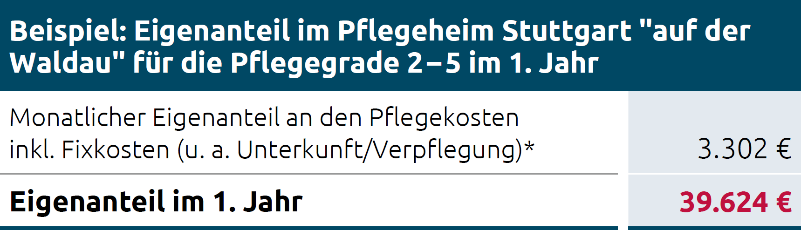 Beispiel: Eigenanteil im Pflegeheim Stuttgart "auf der
Waldau" für die Pflegegrade 2–5 im 1. Jahr
Monatlicher Eigenanteil an den Pflegekosten
inkl. Fixkosten (u. a. Unterkunft/Verpflegung)* 3.302 €
Eigenanteil im 1. Jahr 39.624 €